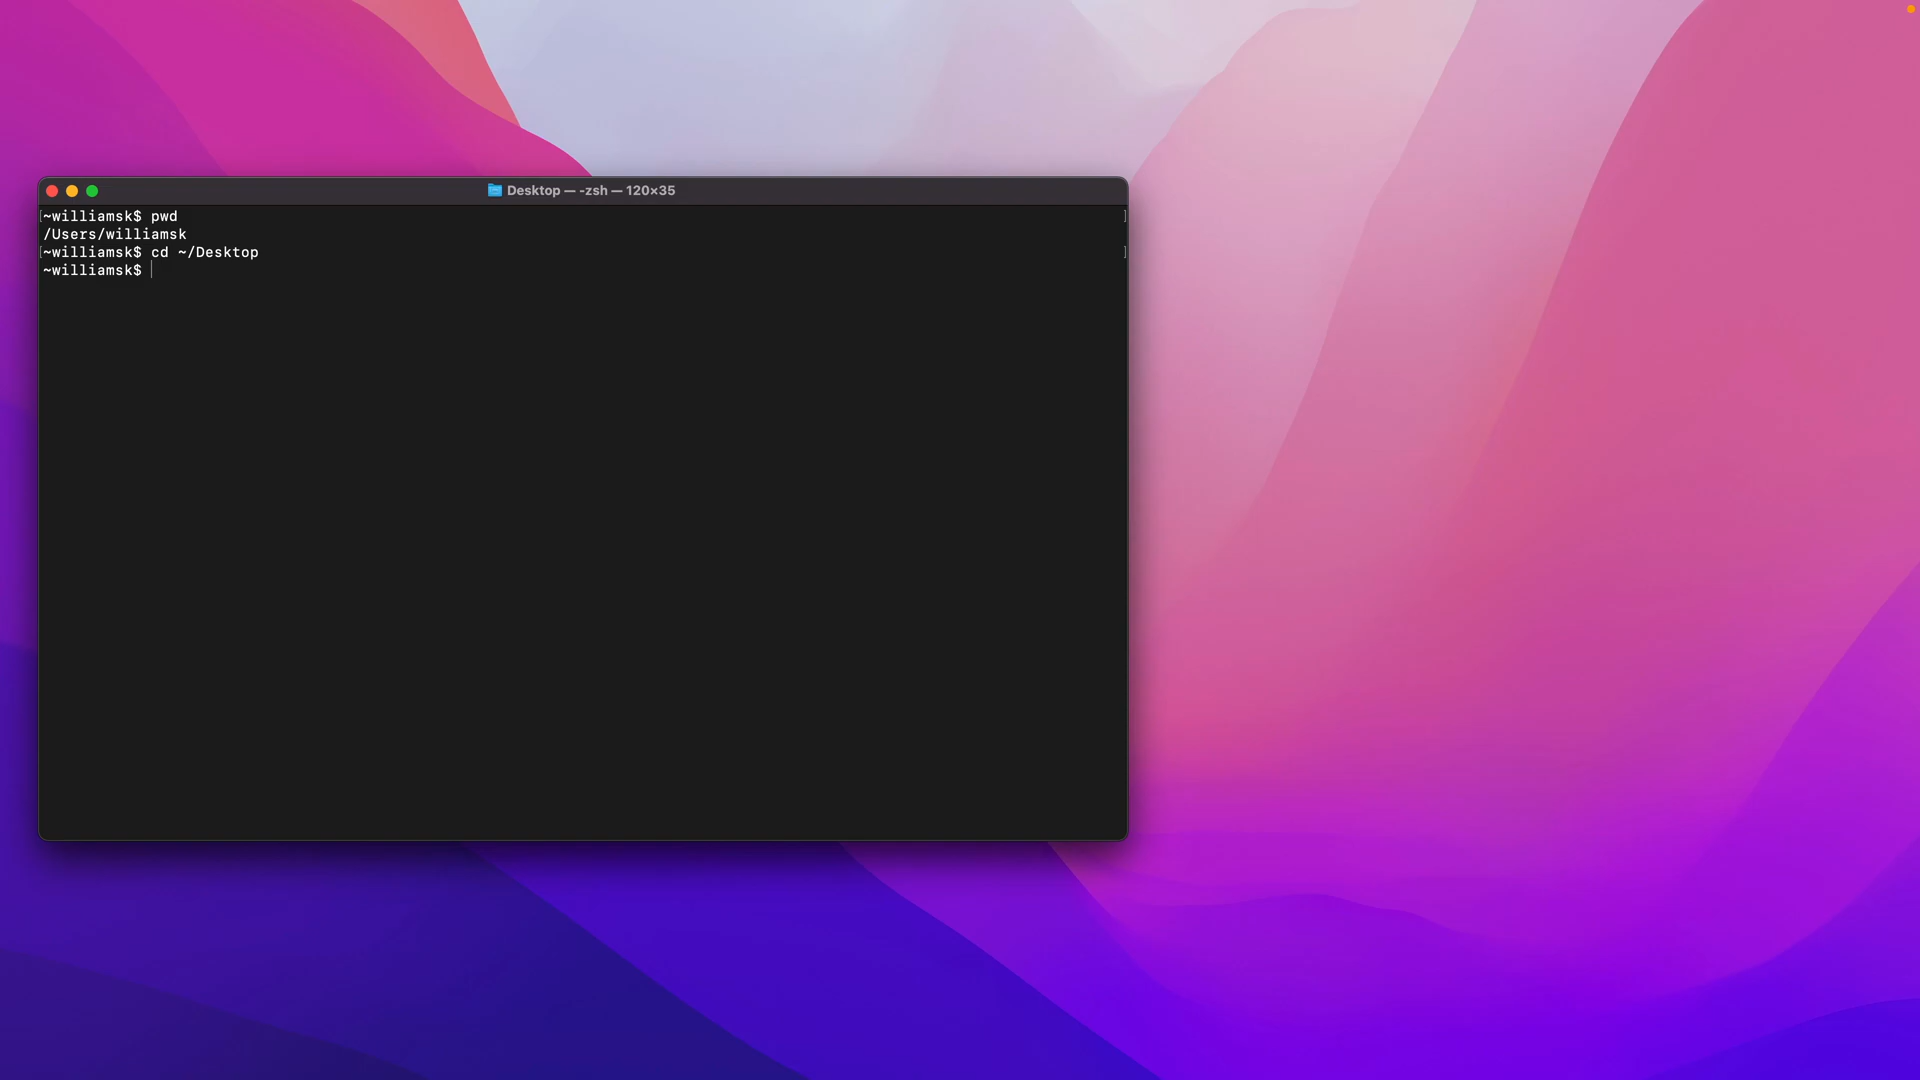 Desktop — -zsh — 120×35
[~williamsk$ pwd ]
/Users/williamsk
[~williamsk$ cd ~/Desktop ]
~williamsk$